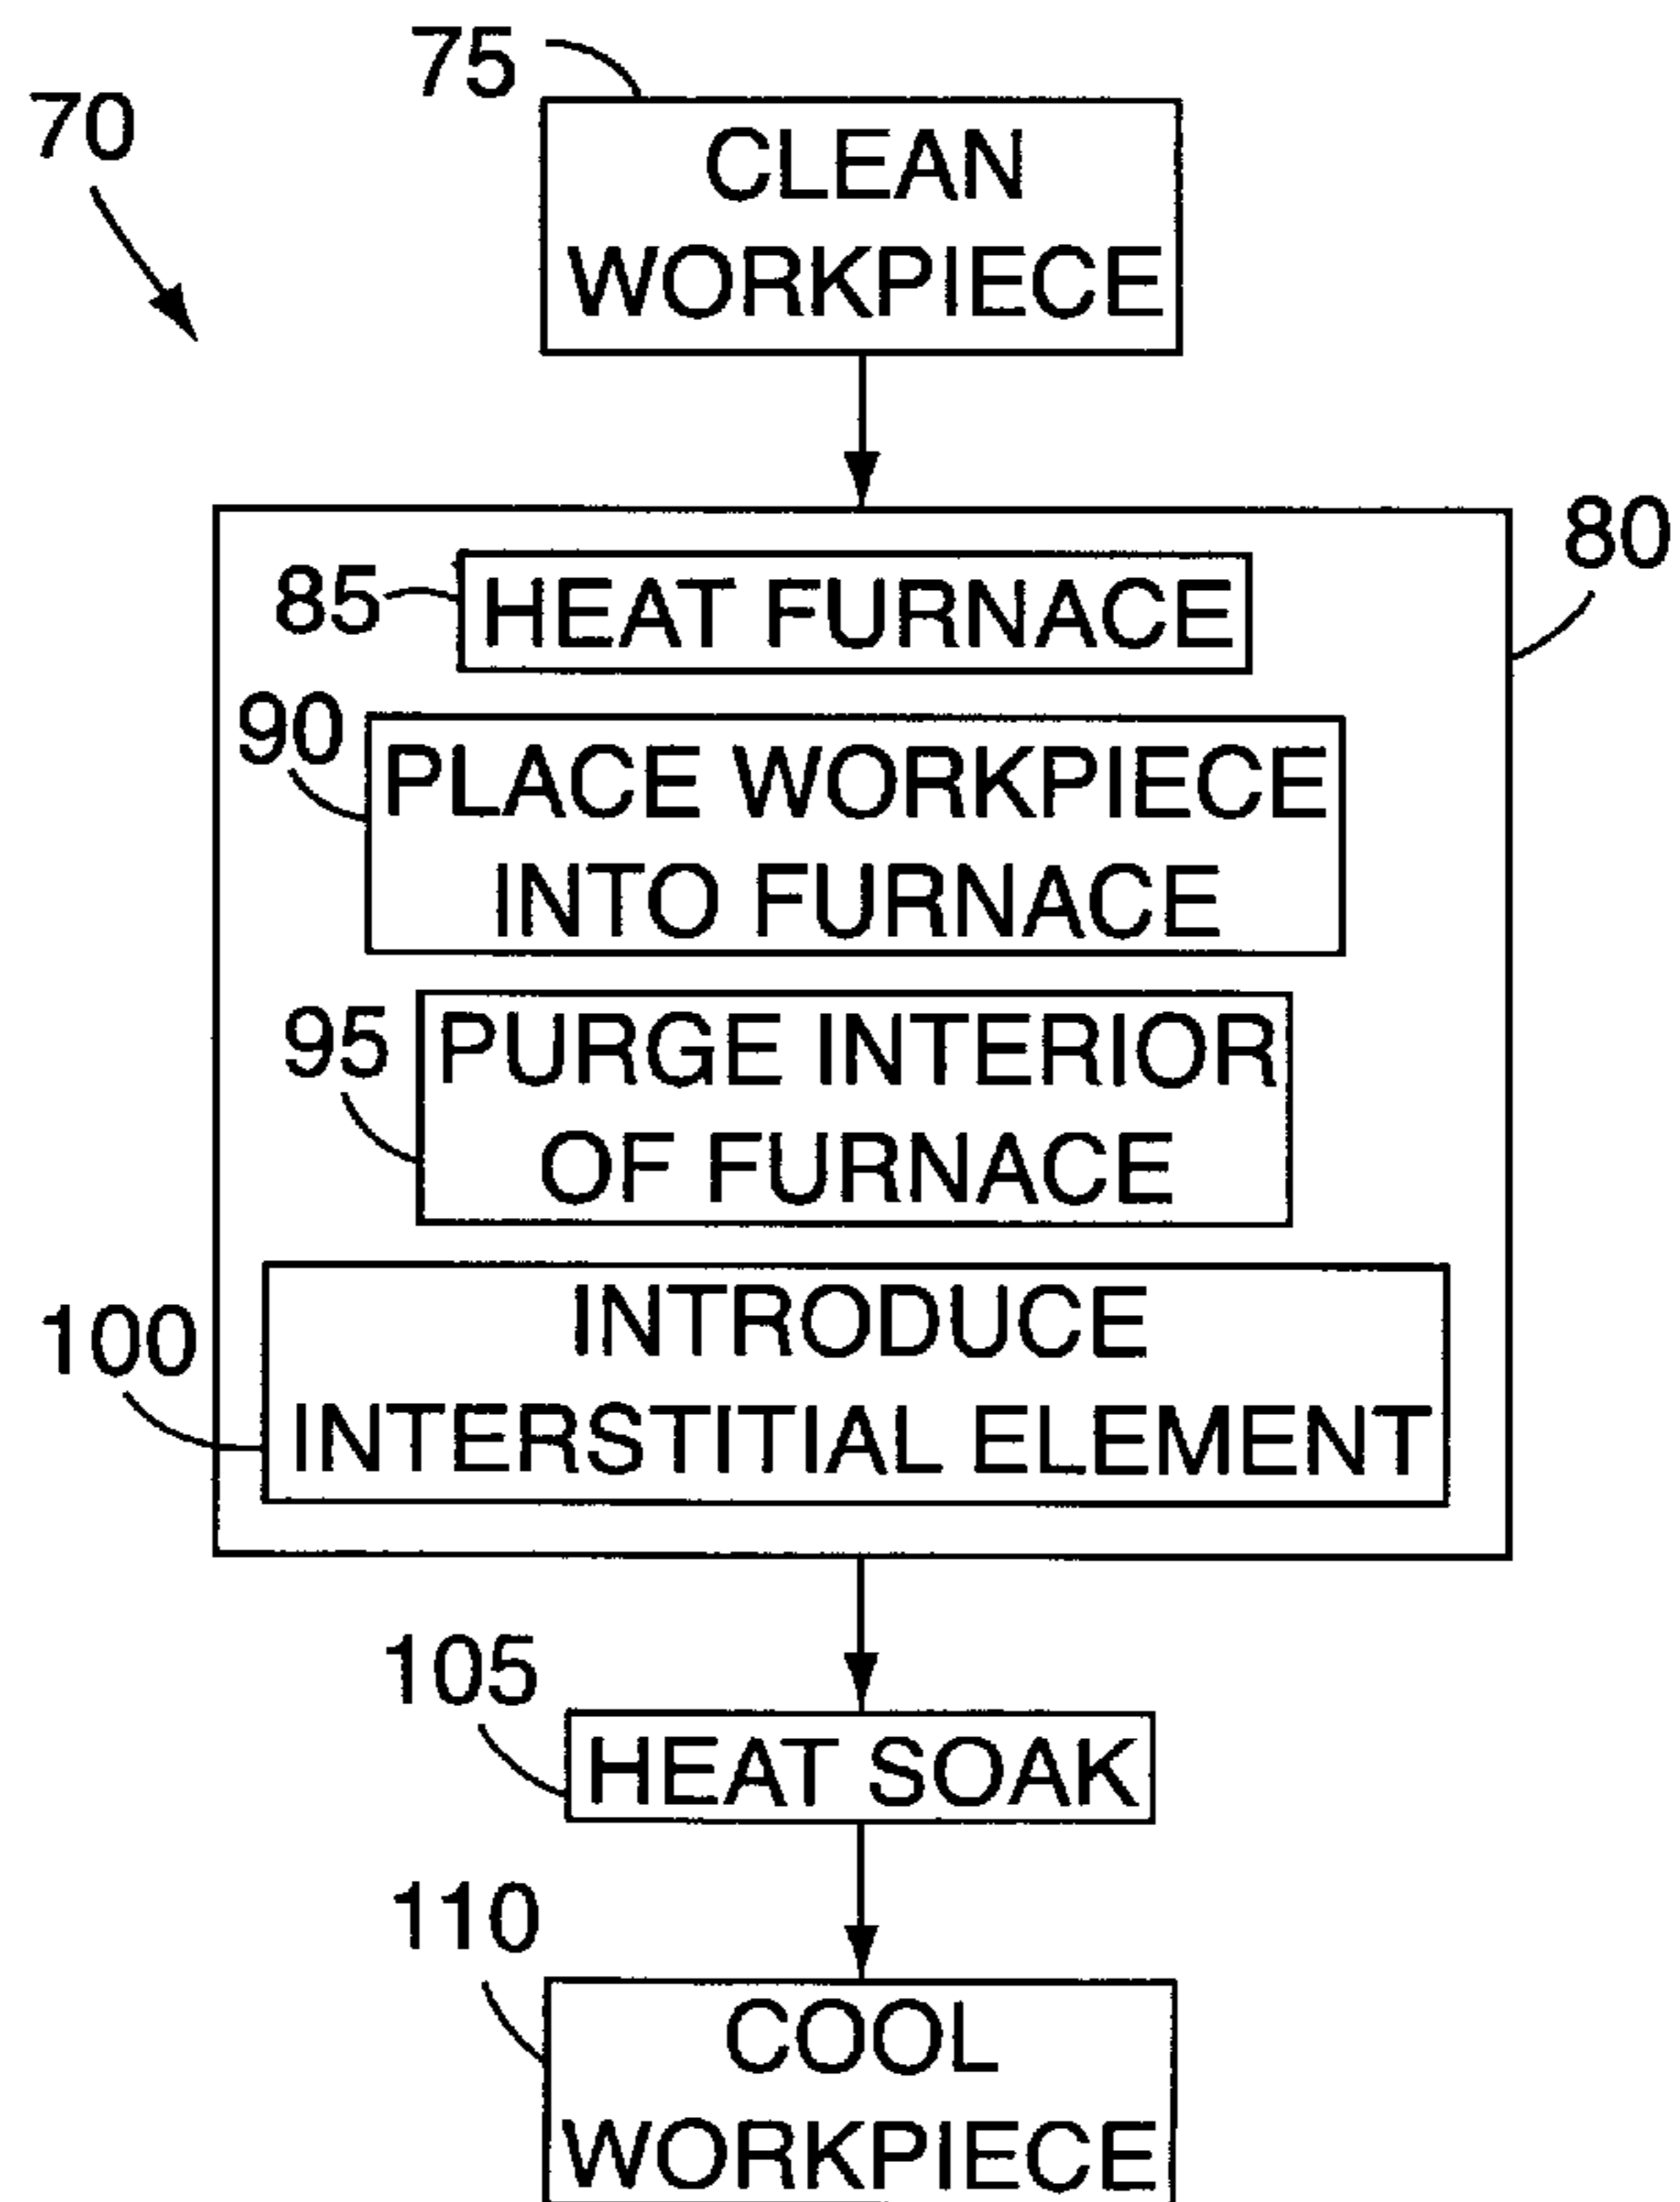 75
70
CLEAN
WORKPIECE
80
85
HEAT FURNACE
90
PLACE WORKPIECE
INTO FURNACE
95
PURGE INTERIOR
OF FURNACE
100
INTRODUCE
INTERSTITIAL ELEMENT
105
HEAT SOAK
110
COOL
WORKPIECE